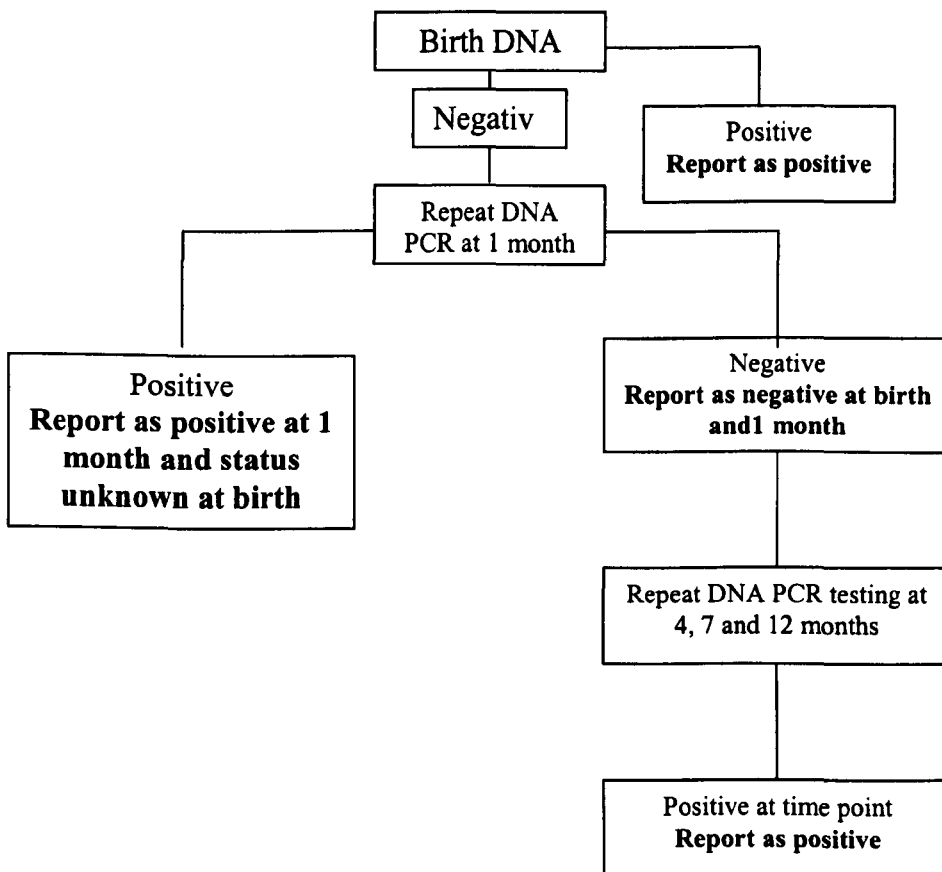 Birth DNA
Negativ
Positive
Report as positive
Repeat DNA
PCR at 1 month
Positive
Report as positive at 1
month and status
unknown at birth
Negative
Report as negative at birth
and1 month
Repeat DNA PCR testing at
4, 7 and 12 months
Positive at time point
Report as positive